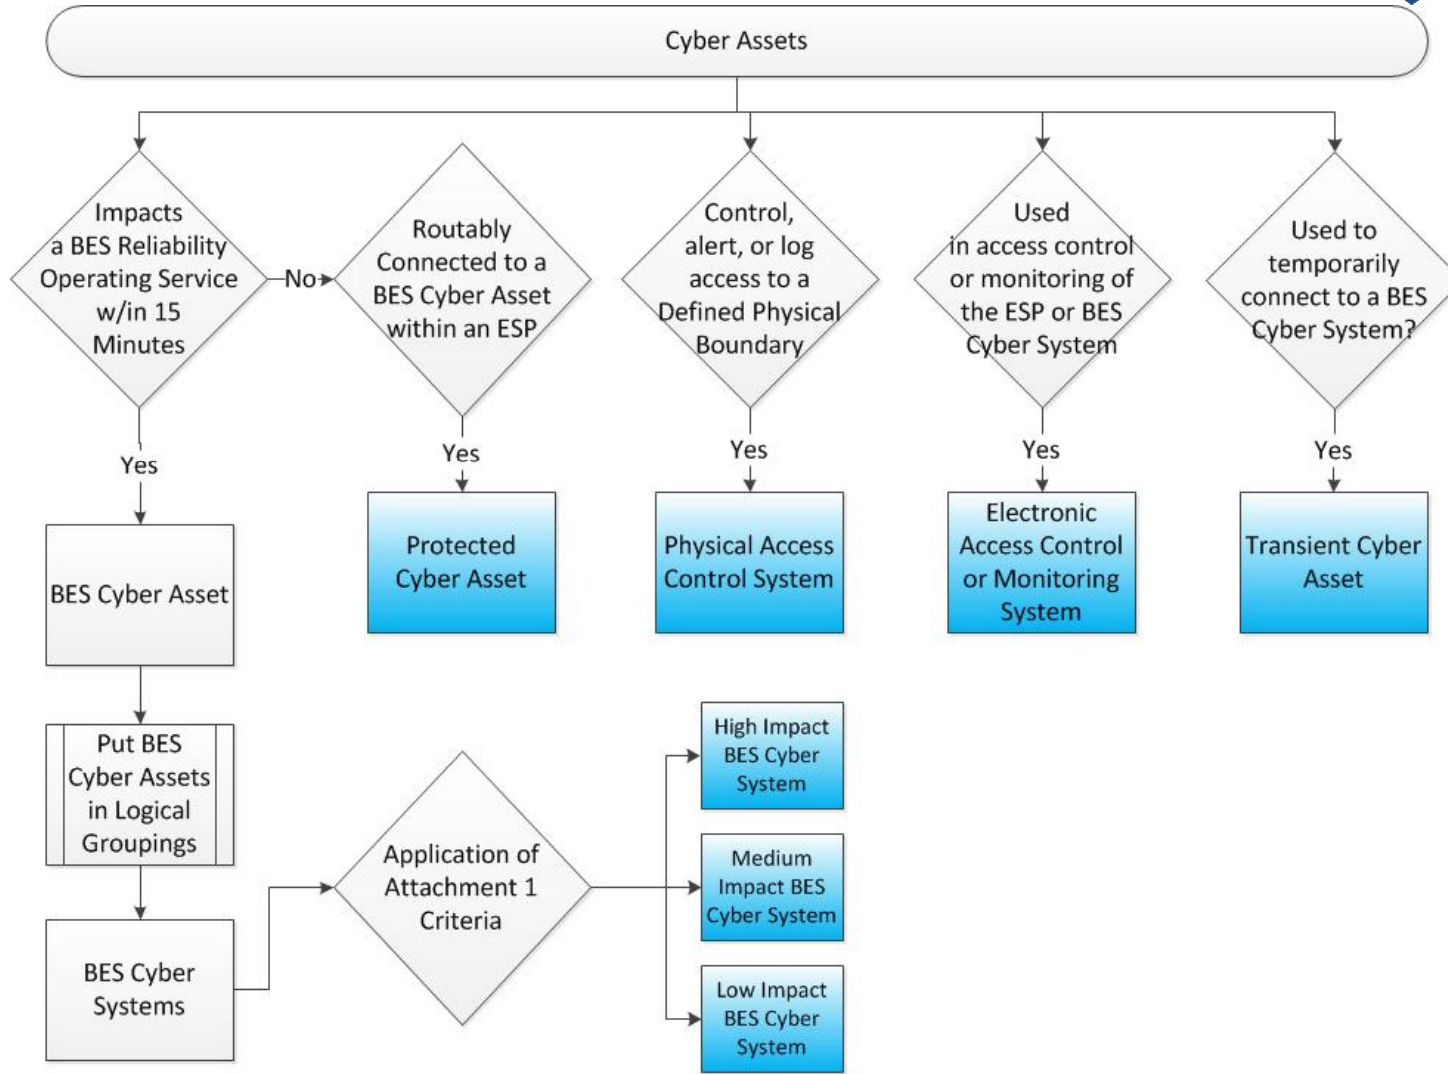 Cyber Assets
Impacts
a BES Reliability
Operating Service
w/in 15
Minutes
No
Routably
Connected to a
BES Cyber Asset
within an ESP
Control,
alert, or log
access to a
Defined Physical
Boundary
Used
in access control
or monitoring of
the ESP or BES
Cyber System
Used to
temporarily
connect to a BES
Cyber System?
Yes
Yes
Yes
Yes
Yes
BES Cyber Asset
Protected
Cyber Asset
Physical Access
Control System
Electronic
Access Control
or Monitoring
System
Transient Cyber
Asset
Put BES
Cyber Assets
in Logical
Groupings
BES Cyber
Systems
Application of
Attachment 1
Criteria
High Impact
BES Cyber
System
Medium
Impact BES
Cyber System
Low Impact
BES Cyber
System